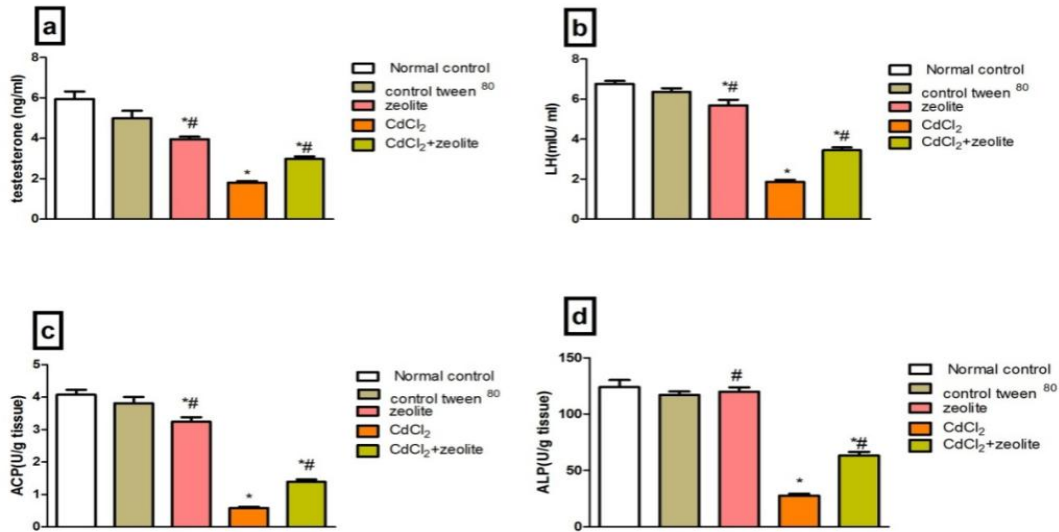 a
testesterone (ng/ml)
8
6
4
2
0
*#
*
*#
Normal control
control tween 80
zeolite
CdCl2
CdCl2+zeolite
b
LH(mIU/ ml)
8
6
4
2
0
*#
*
*#
Normal control
control tween 80
zeolite
CdCl2
CdCl2+zeolite
c
ACP(U/g tissue)
5
4
3
2
1
0
*#
*
*#
Normal control
control tween 80
zeolite
CdCl2
CdCl2+zeolite
d
ALP(U/g tissue)
150
100
50
0
#
*
*#
Normal control
control tween 80
zeolite
CdCl2
CdCl2+zeolite